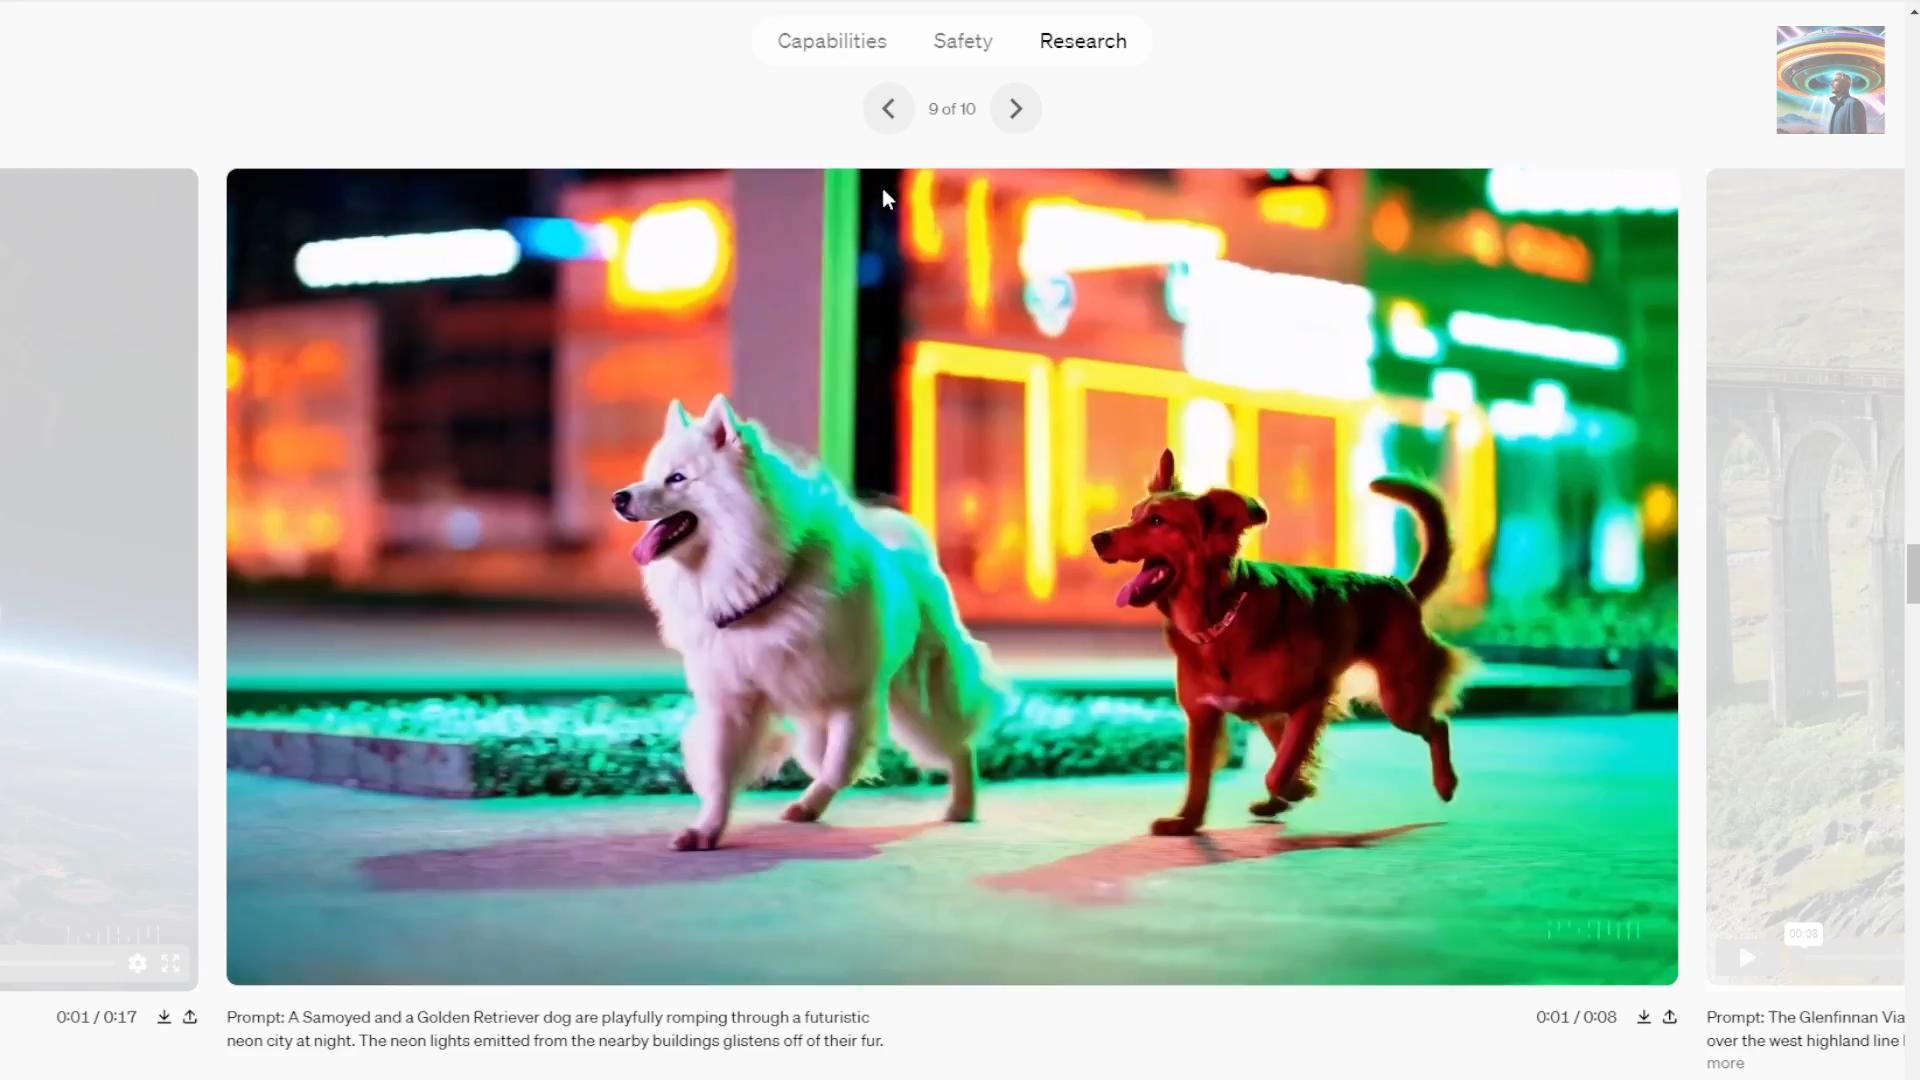 Capabilities Safety Research
9 of 10
00:08
0:01 / 0:17
Prompt: A Samoyed and a Golden Retriever dog are playfully romping through a futuristic
neon city at night. The neon lights emitted from the nearby buildings glistens off of their fur.
0:01 / 0:08
Prompt: The Glenfinnan Via
over the west highland line
more